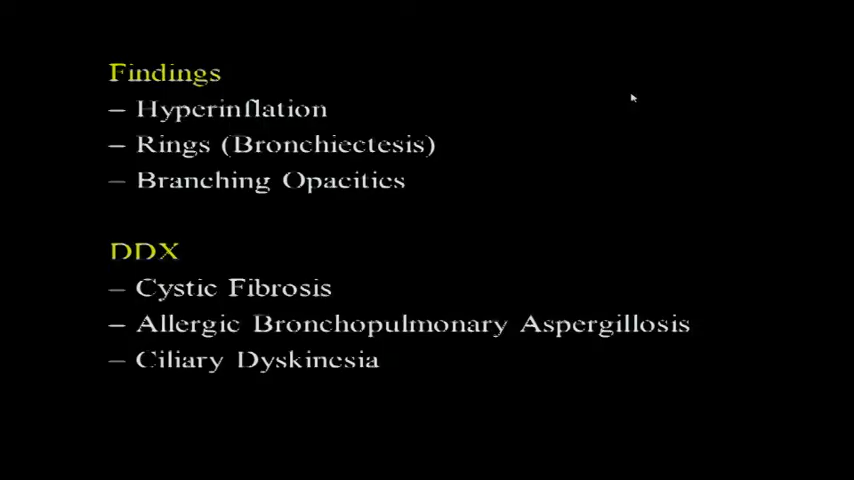 Findings
– Hyperinflation
– Rings (Bronchiectesis)
– Branching Opacities
DDX
– Cystic Fibrosis
– Allergic Bronchopulmonary Aspergillosis
– Ciliary Dyskinesia